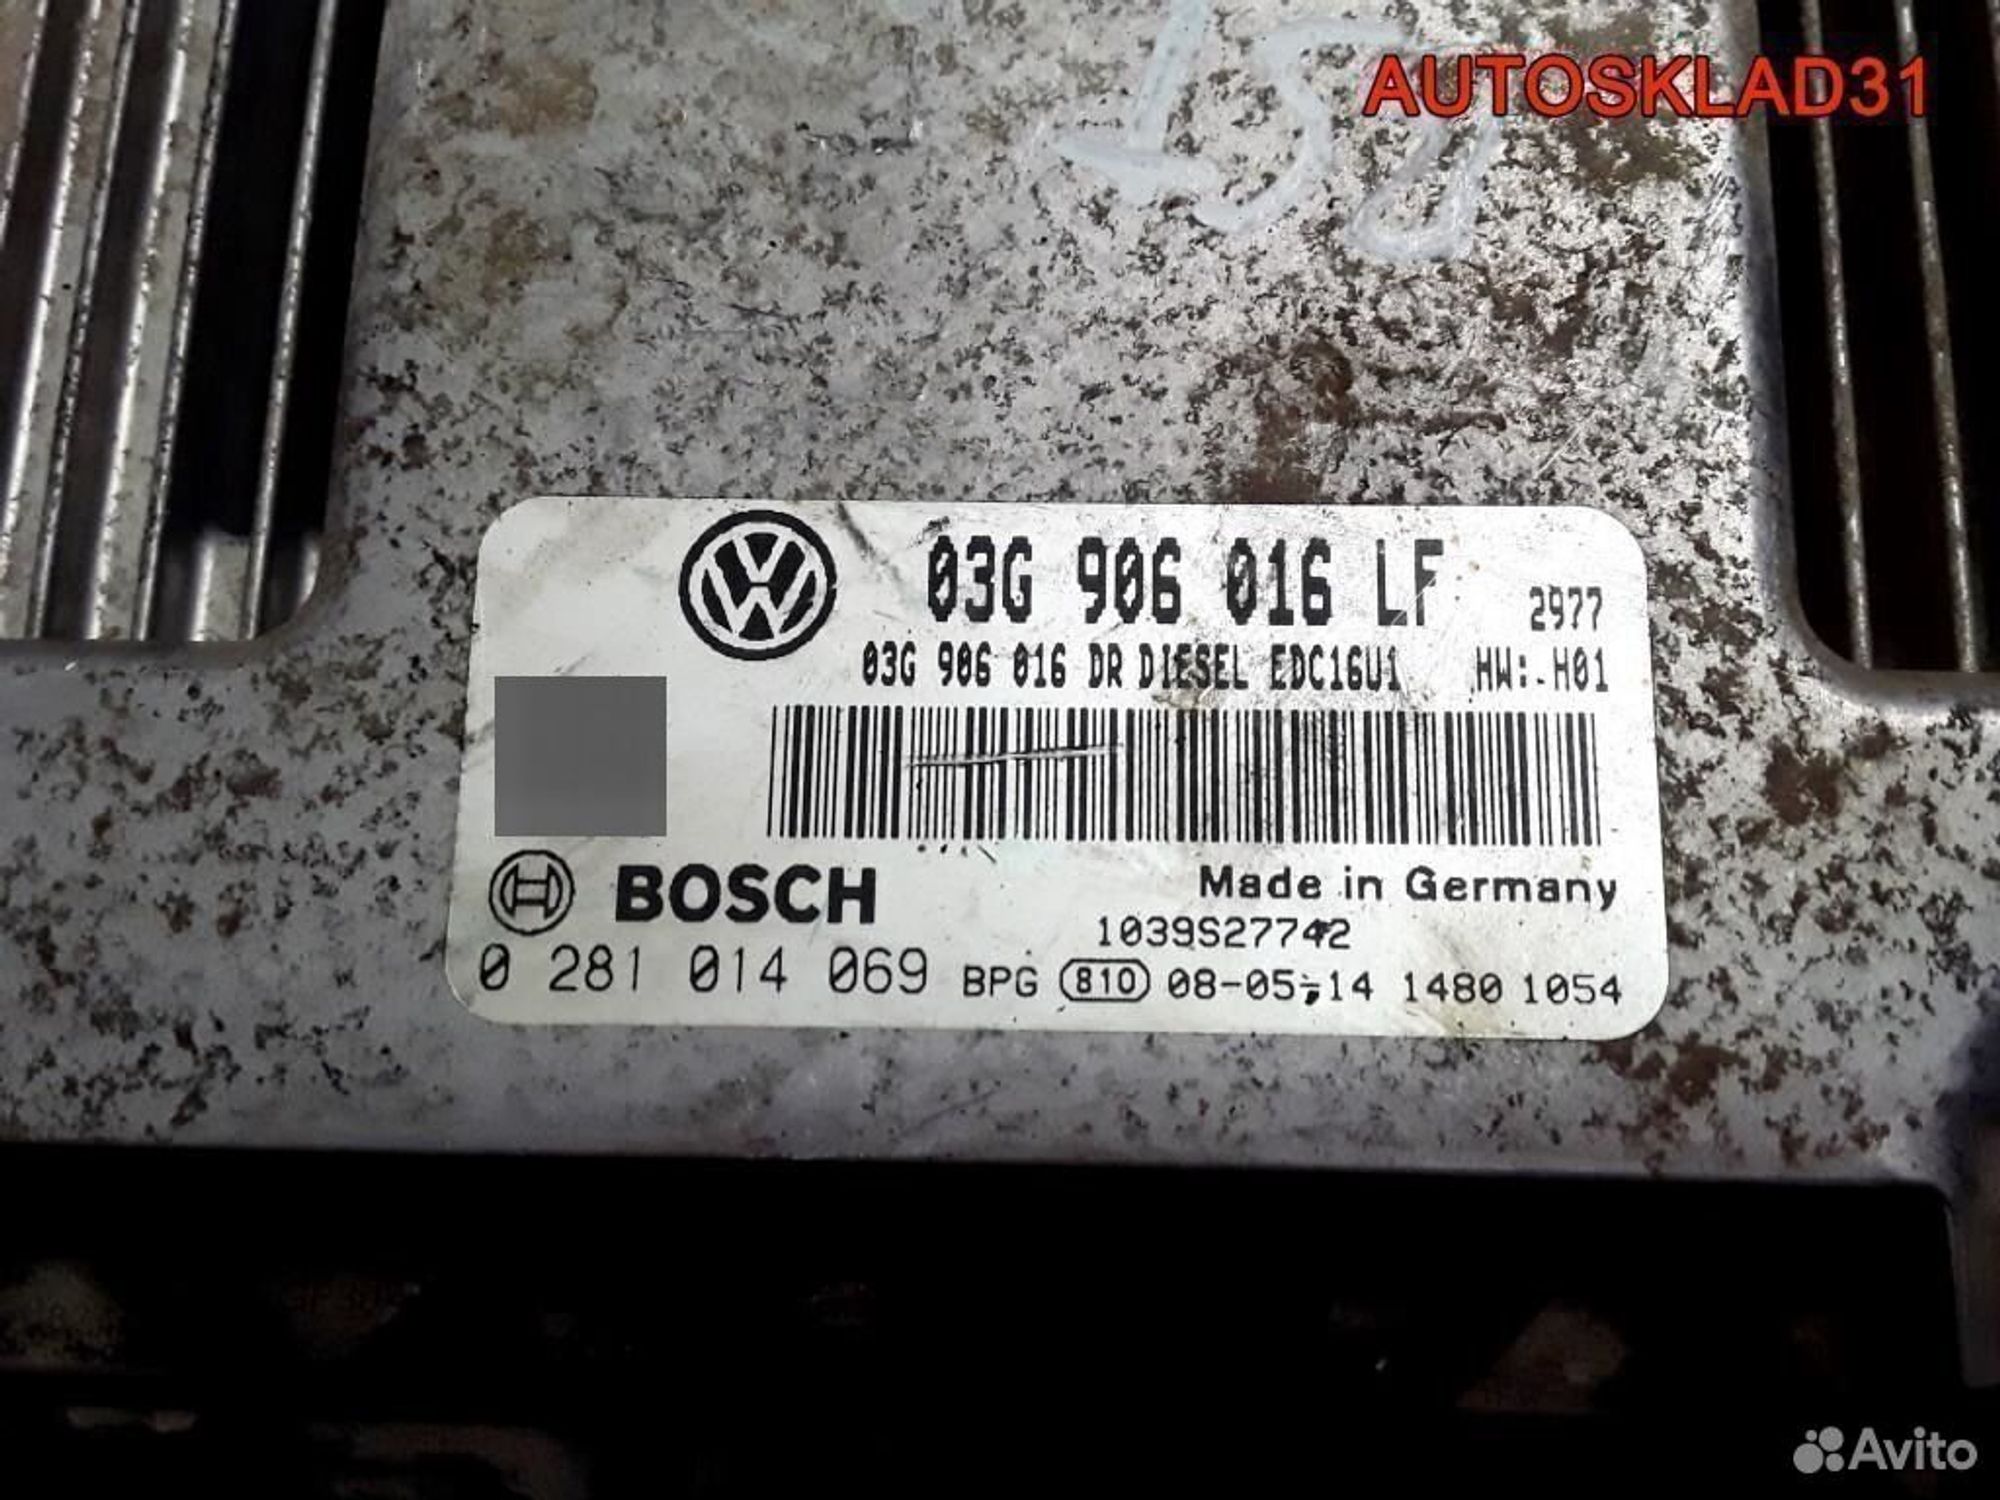 AUTOSKLAD31
03G 906 016 LF 2977
03G 906 016 DR DIESEL EDC16U1 HW: H01
BOSCH
Made in Germany
1039S27742
0 281 014 069 BPG 810 08-05-14 1480 1054
Avito